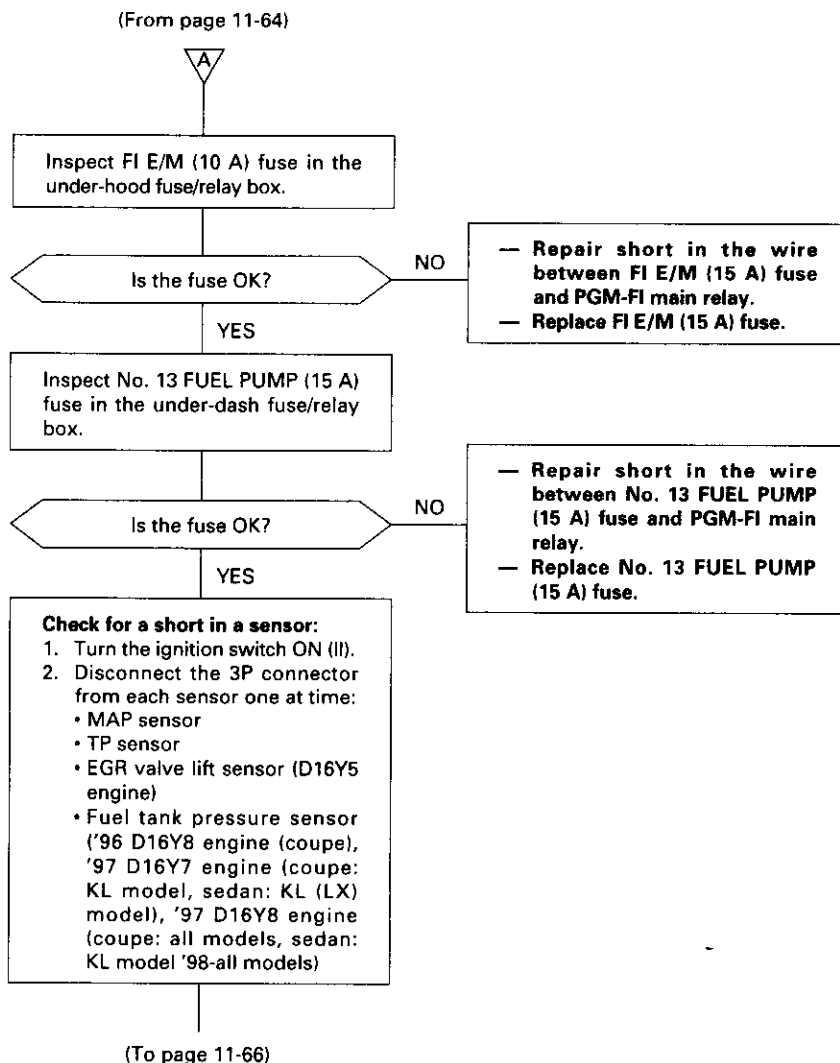 (From page 11-64)
A
Inspect FI E/M (10 A) fuse in the
under-hood fuse/relay box.
Is the fuse OK?
NO
— Repair short in the wire
between FI E/M (15 A) fuse
and PGM-FI main relay.
— Replace FI E/M (15 A) fuse.
YES
Inspect No. 13 FUEL PUMP (15 A)
fuse in the under-dash fuse/relay
box.
Is the fuse OK?
NO
— Repair short in the wire
between No. 13 FUEL PUMP
(15 A) fuse and PGM-FI main
relay.
— Replace No. 13 FUEL PUMP
(15 A) fuse.
YES
Check for a short in a sensor:
1. Turn the ignition switch ON (II).
2. Disconnect the 3P connector
from each sensor one at time:
• MAP sensor
• TP sensor
• EGR valve lift sensor (D16Y5
engine)
• Fuel tank pressure sensor
('96 D16Y8 engine (coupe),
'97 D16Y7 engine (coupe:
KL model, sedan: KL (LX)
model), '97 D16Y8 engine
(coupe: all models, sedan:
KL model '98-all models)
(To page 11-66)